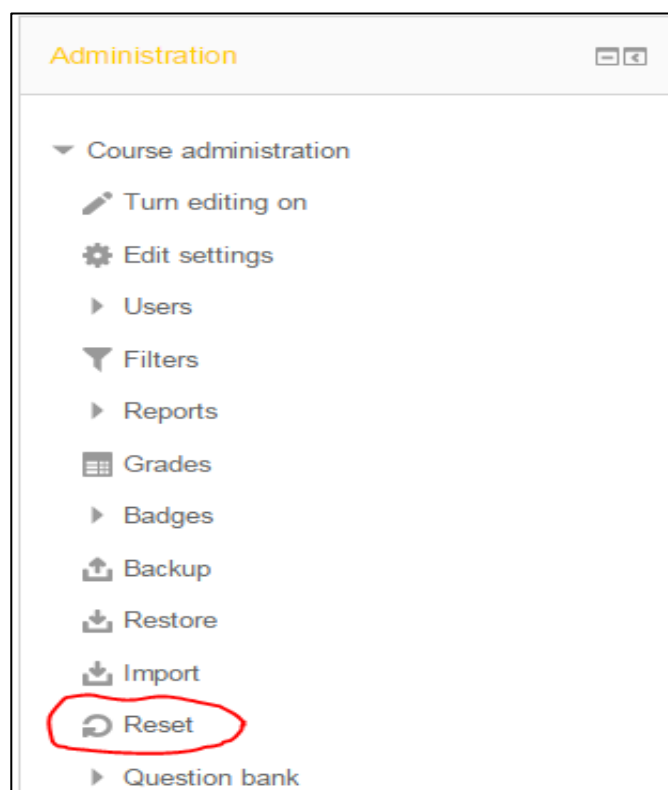 Administration
Course administration
Turn editing on
Edit settings
Users
Filters
Reports
Grades
Badges
Backup
Restore
Import
Reset
Question bank